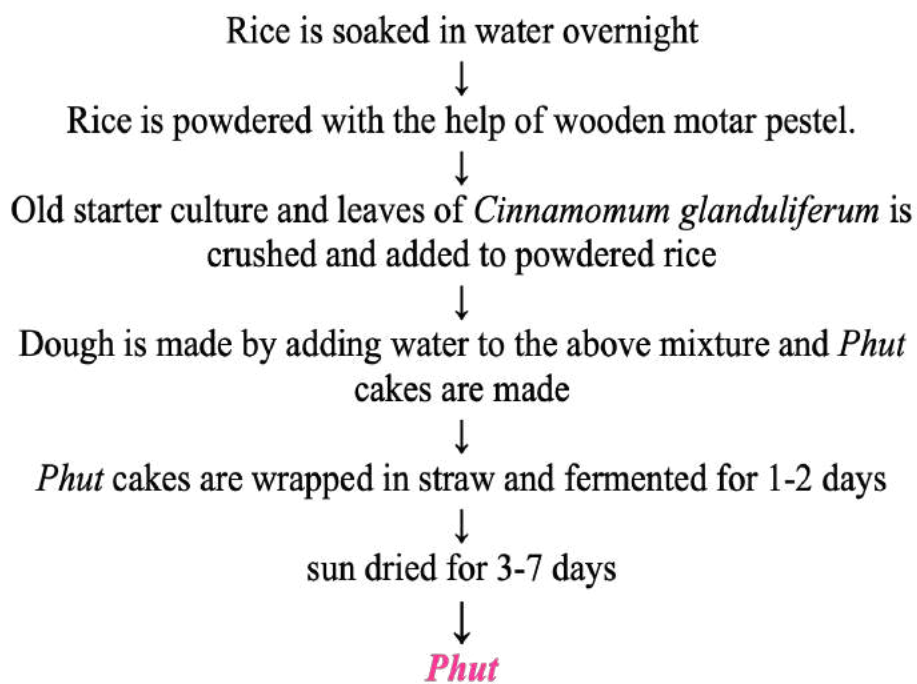 Rice is soaked in water overnight
↓
Rice is powdered with the help of wooden motar pestel.
↓
Old starter culture and leaves of Cinnamomum glanduliferum is
crushed and added to powdered rice
↓
Dough is made by adding water to the above mixture and Phut
cakes are made
↓
Phut cakes are wrapped in straw and fermented for 1-2 days
↓
sun dried for 3-7 days
↓
Phut